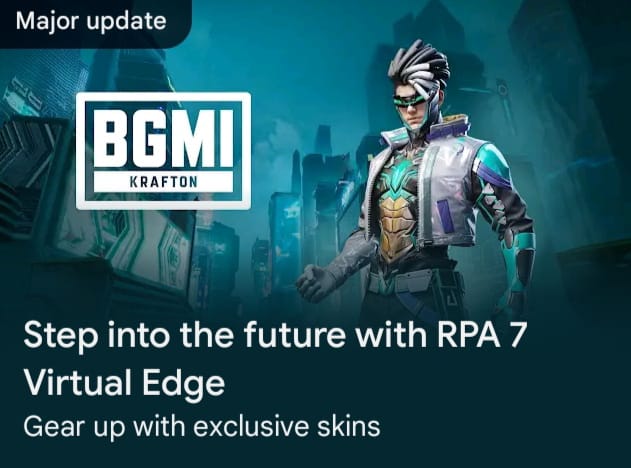 Major update
BGMI
KRAFTON
Step into the future with RPA 7
Virtual Edge
Gear up with exclusive skins